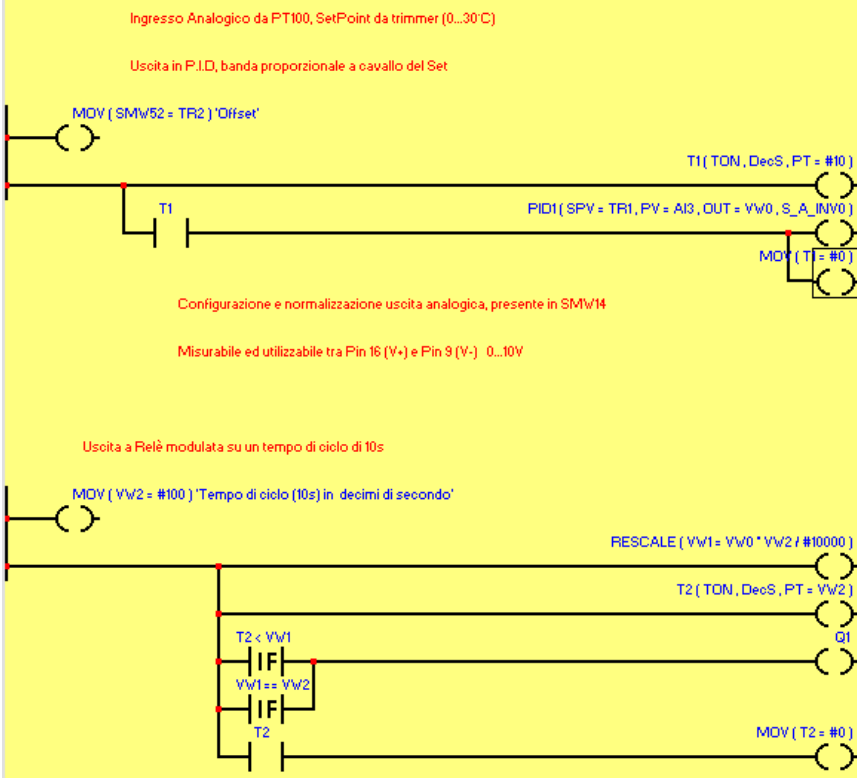 Ingresso Analogico da PT100, SetPoint da trimmer (0...30°C)
Uscita in P.I.D, banda proporzionale a cavallo del Set
MOV ( SMW52 = TR2 ) 'Offset'
T1( TON , DecS , PT = #10 )
T1
PID1( SPV = TR1, PV = AI3 , OUT = VW0 , S_A_INV0 )
MOV ( T1 = #0 )
Configurazione e normalizzazione uscita analogica, presente in SMW14
Misurabile ed utilizzabile tra Pin 16 (V+) e Pin 9 (V-) 0...10V
Uscita a Relè modulata su un tempo di ciclo di 10s
MOV ( VW2 = #100 ) 'Tempo di ciclo (10s) in decimi di secondo'
RESCALE ( VW1 = VW0 * VW2 / #10000 )
T2 ( TON , DecS , PT = VW2 )
T2 < VW1
Q1
IF
VW1 == VW2
IF
T2
MOV ( T2 = #0 )